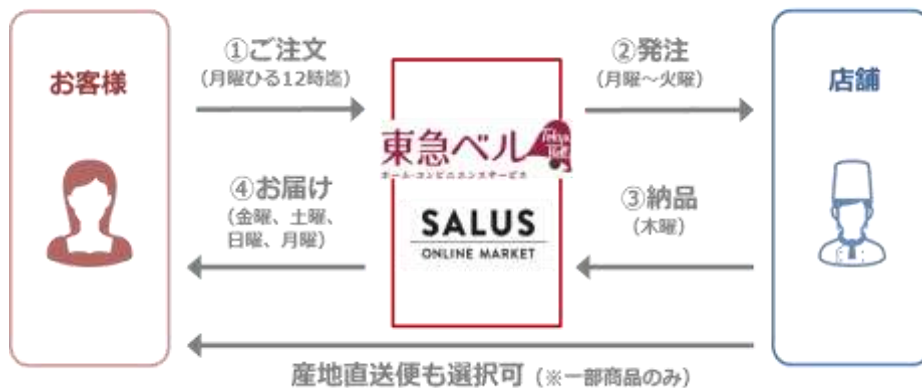 お客様
①ご注文
(月曜ひる12時迄)
②発注
(月曜～火曜)
店舗
東急ベル
Tokyu Bell
ホーム・コンビニエンスサービス
④お届け
(金曜、土曜、
日曜、月曜)
SALUS
ONLINE MARKET
③納品
(木曜)
産地直送便も選択可 (※一部商品のみ)